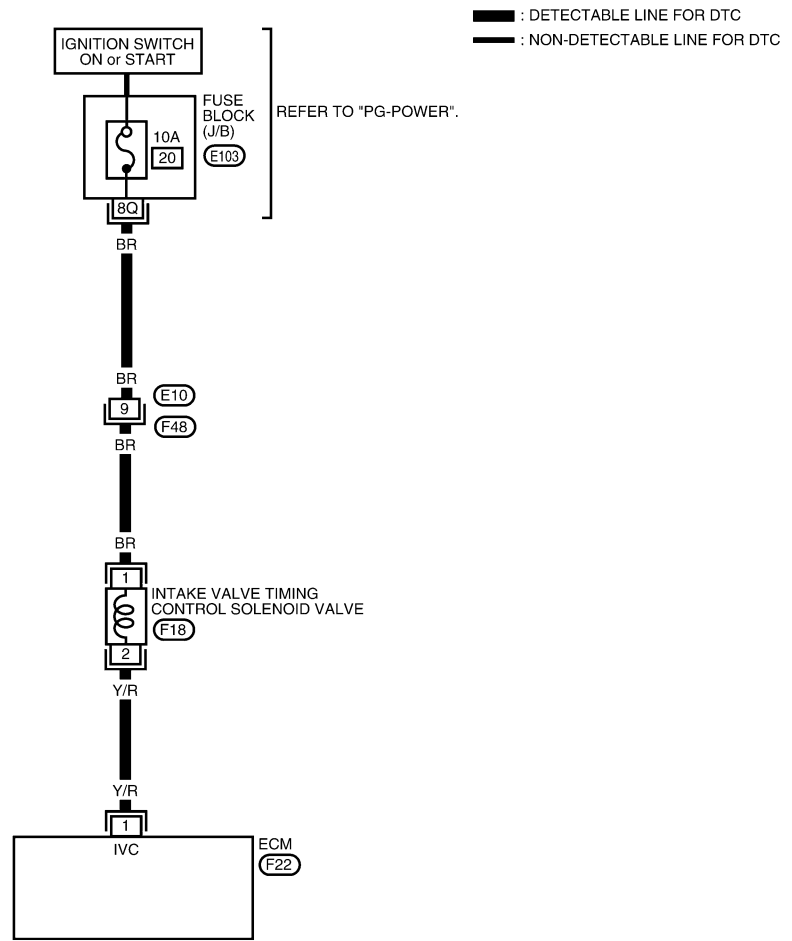 : DETECTABLE LINE FOR DTC
: NON-DETECTABLE LINE FOR DTC
IGNITION SWITCH
ON or START
FUSE
BLOCK
(J/B)
REFER TO "PG-POWER".
10A
20
E103
8Q
BR
BR
E10
9
F48
BR
BR
1
INTAKE VALVE TIMING
CONTROL SOLENOID VALVE
F18
2
Y/R
Y/R
1
IVC
ECM
F22